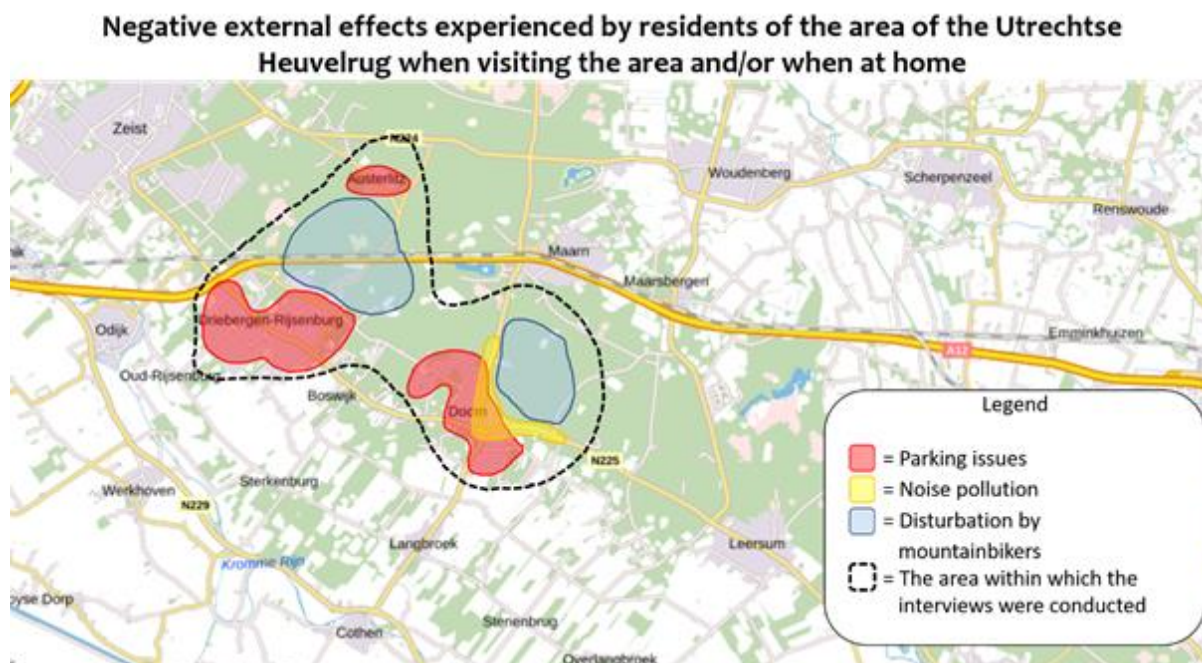 Negative external effects experienced by residents of the area of the Utrechtse
Heuvelrug when visiting the area and/or when at home
Zeist
N224
Austerlitz
Woudenberg
Scherpenzeel
Renswoude
Maarn
Maarsbergen
Driebergen-Rijsenburg
Odijk
Emminkhuizen
A12
Oud-Rijsenburg
Boswijk
Doorn
N225
Werkhoven
Sterkenburg
N229
Langbroek
Leersum
Kromme Rijn
Stenenbrug
Cothen
Overlangbroek
Legend
= Parking issues
= Noise pollution
= Disturbation by
mountainbikers
= The area within which the
interviews were conducted